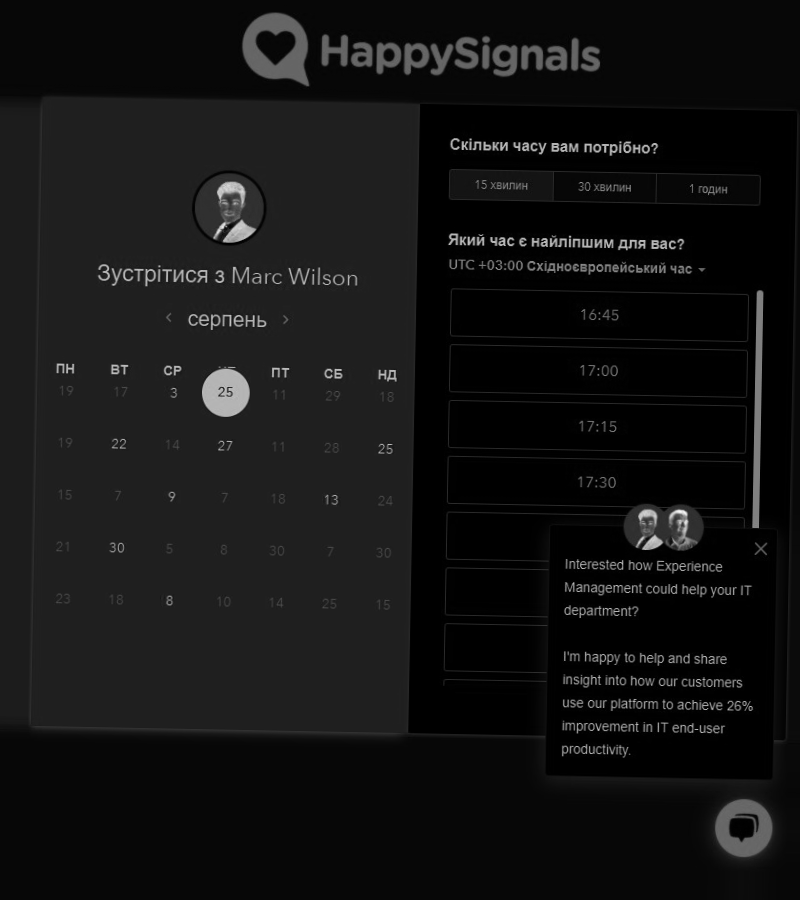 HappySignals
Зустрітися з Marc Wilson
серпень
ПН ВТ СР ПТ СБ НД
19 17 3 25 11 29 18
19 22 14 27 11 28 25
15 7 9 7 18 13 24
21 30 5 8 30 7 30
23 18 8 10 14 25 15
Скільки часу вам потрібно?
15 хвилин 30 хвилин 1 годин
Який час є найліпшим для вас?
UTC +03:00 Східноєвропейський час
16:45
17:00
17:15
17:30
Interested how Experience
Management could help your IT
department?
I'm happy to help and share
insight into how our customers
use our platform to achieve 26%
improvement in IT end-user
productivity.